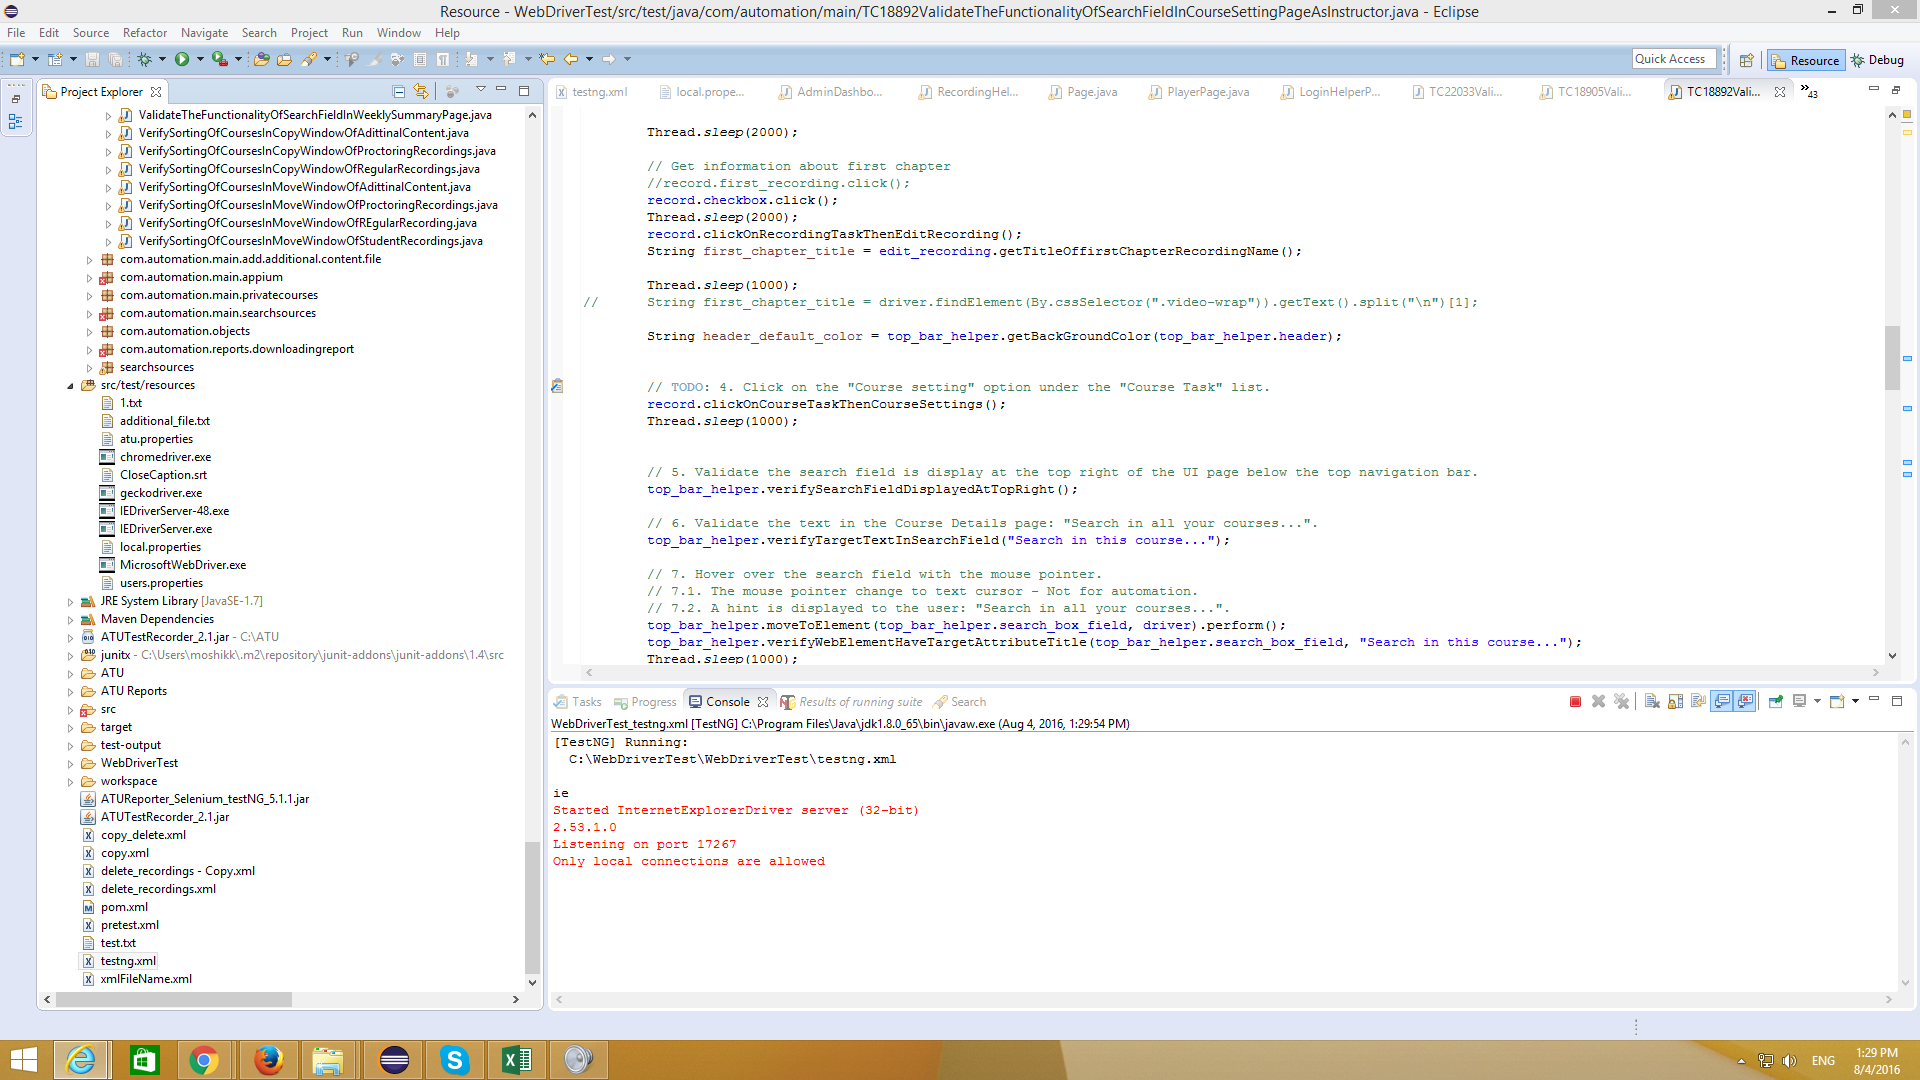 Resource - WebDriverTest/src/test/java/com/automation/main/TC18892ValidateTheFunctionalityOfSearchFieldInCourseSettingPageAsInstructor.java - Eclipse
File Edit Source Refactor Navigate Search Project Run Window Help
Quick Access Resource Debug
Project Explorer
ValidateTheFunctionalityOfSearchFieldInWeeklySummaryPage.java
VerifySortingOfCoursesInCopyWindowOfAdittinalContent.java
VerifySortingOfCoursesInCopyWindowOfProctoringRecordings.java
VerifySortingOfCoursesInCopyWindowOfRegularRecordings.java
VerifySortingOfCoursesInMoveWindowOfAdittinalContent.java
VerifySortingOfCoursesInMoveWindowOfProctoringRecordings.java
VerifySortingOfCoursesInMoveWindowOfREgularRecording.java
VerifySortingOfCoursesInMoveWindowOfStudentRecordings.java
com.automation.main.add.additional.content.file
com.automation.main.appium
com.automation.main.privatecourses
com.automation.main.searchsources
com.automation.objects
com.automation.reports.downloadingreport
searchsources
src/test/resources
1.txt
additional_file.txt
atu.properties
chromedriver.exe
CloseCaption.srt
geckodriver.exe
IEDriverServer-48.exe
IEDriverServer.exe
local.properties
MicrosoftWebDriver.exe
users.properties
JRE System Library [JavaSE-1.7]
Maven Dependencies
ATUTestRecorder_2.1.jar - C:\ATU
junitx - C:\Users\moshikk\.m2\repository\junit-addons\junit-addons\1.4\src
ATU
ATU Reports
src
target
test-output
WebDriverTest
workspace
ATUReporter_Selenium_testNG_5.1.1.jar
ATUTestRecorder_2.1.jar
copy_delete.xml
copy.xml
delete_recordings - Copy.xml
delete_recordings.xml
pom.xml
pretest.xml
test.txt
testng.xml
xmlFileName.xml
testng.xml local.prope... AdminDashbo... RecordingHel... Page.java PlayerPage.java LoginHelperP... TC22033Vali... TC18905Vali... TC18892Vali... »43
Thread.sleep(2000);
// Get information about first chapter
//record.first_recording.click();
record.checkbox.click();
Thread.sleep(2000);
record.clickOnRecordingTaskThenEditRecording();
String first_chapter_title = edit_recording.getTitleOffirstChapterRecordingName();
Thread.sleep(1000);
// String first_chapter_title = driver.findElement(By.cssSelector(".video-wrap")).getText().split("\n")[1];
String header_default_color = top_bar_helper.getBackGroundColor(top_bar_helper.header);
// TODO: 4. Click on the "Course setting" option under the "Course Task" list.
record.clickOnCourseTaskThenCourseSettings();
Thread.sleep(1000);
// 5. Validate the search field is display at the top right of the UI page below the top navigation bar.
top_bar_helper.verifySearchFieldDisplayedAtTopRight();
// 6. Validate the text in the Course Details page: "Search in all your courses...".
top_bar_helper.verifyTargetTextInSearchField("Search in this course...");
// 7. Hover over the search field with the mouse pointer.
// 7.1. The mouse pointer change to text cursor - Not for automation.
// 7.2. A hint is displayed to the user: "Search in all your courses...".
top_bar_helper.moveToElement(top_bar_helper.search_box_field, driver).perform();
top_bar_helper.verifyWebElementHaveTargetAttributeTitle(top_bar_helper.search_box_field, "Search in this course...");
Thread.sleep(1000);
Tasks Progress Console Results of running suite Search
WebDriverTest_testng.xml [TestNG] C:\Program Files\Java\jdk1.8.0_65\bin\javaw.exe (Aug 4, 2016, 1:29:54 PM)
[TestNG] Running:
C:\WebDriverTest\WebDriverTest\testng.xml
ie
Started InternetExplorerDriver server (32-bit)
2.53.1.0
Listening on port 17267
Only local connections are allowed
ENG
1:29 PM
8/4/2016